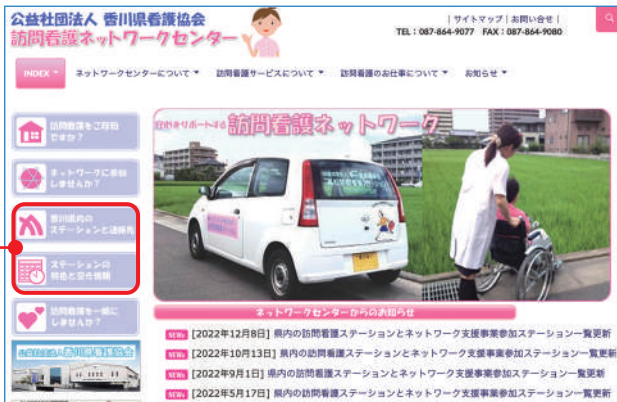 公益社団法人 香川県看護協会
訪問看護ネットワークセンター
| サイトマップ | お問い合せ |
TEL：087-864-9077 FAX：087-864-9080
INDEX
ネットワークセンターについて
訪問看護サービスについて
訪問看護のお仕事について
お知らせ
訪問看護をご存知
ですか？
ネットワークに参加
しませんか？
香川県内の
ステーションと連絡先
ステーションの
特色と空き情報
訪問看護を一緒に
しませんか？
公益社団法人香川県看護協会
安心をサポートする 訪問看護ネットワーク
ネットワークセンターからのお知らせ
NEWs [2022年12月8日] 県内の訪問看護ステーションとネットワーク支援事業参加ステーション一覧更新
NEWs [2022年10月13日] 県内の訪問看護ステーションとネットワーク支援事業参加ステーション一覧更新
NEWs [2022年9月1日] 県内の訪問看護ステーションとネットワーク支援事業参加ステーション一覧更新
NEWs [2022年5月17日] 県内の訪問看護ステーションとネットワーク支援事業参加ステーション一覧更新